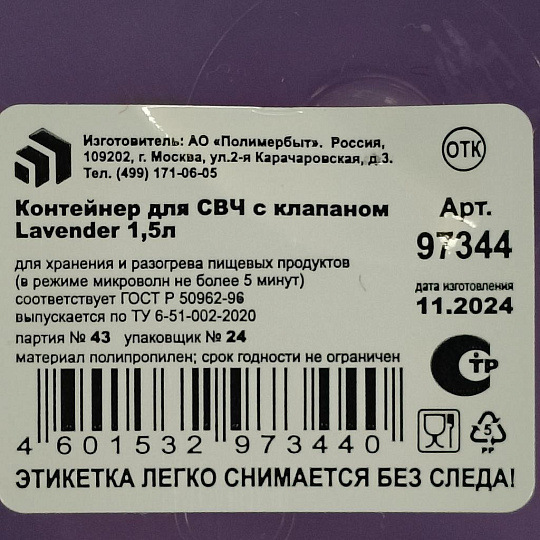 Изготовитель: АО «Полимербыт». Россия,
109202, г. Москва, ул.2-я Карачаровская, д.3.
Тел. (499) 171-06-05
ОТК
Контейнер для СВЧ с клапаном
Lavender 1,5л
Арт.
97344
для хранения и разогрева пищевых продуктов
(в режиме микроволн не более 5 минут)
соответствует ГОСТ Р 50962-96
выпускается по ТУ 6-51-002-2020
дата изготовления
11.2024
партия № 43 упаковщик № 24
материал полипропилен; срок годности не ограничен
СТР
4 601532 973440
5
PP
ЭТИКЕТКА ЛЕГКО СНИМАЕТСЯ БЕЗ СЛЕДА!